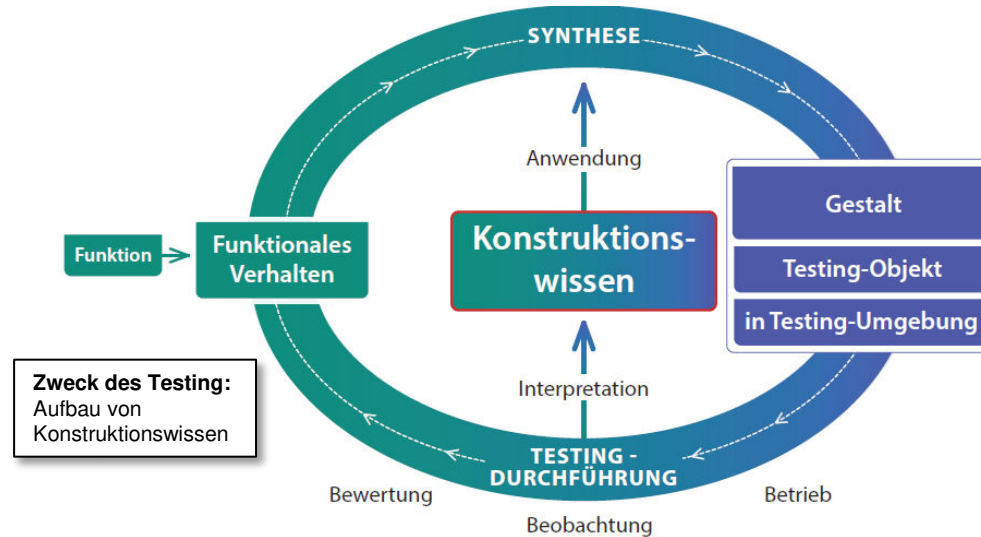 SYNTHESE
Anwendung
Funktion
Funktionales
Verhalten
Konstruktions-
wissen
Gestalt
Testing-Objekt
in Testing-Umgebung
Zweck des Testing:
Aufbau von
Konstruktionswissen
Interpretation
TESTING -
DURCHFÜHRUNG
Bewertung
Beobachtung
Betrieb